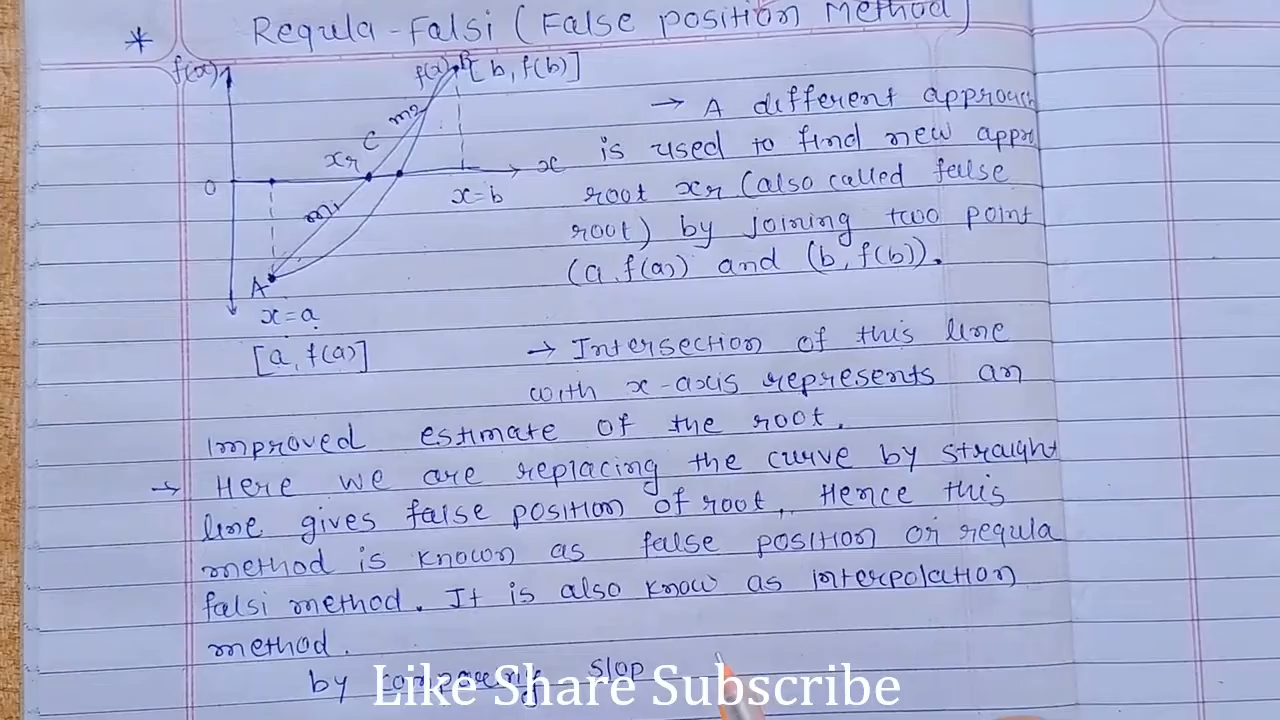 * Regula-Falsi (False position Method)
f(x)
f(x) B[b, f(b)]
m2
C
xr
x
O
x=b
m1
A
x=a
[a, f(a)]
→ A different approach
is used to find new appro
root xr (also called false
root) by joining two point
(a, f(a)) and (b, f(b)).
→ Intersection of this line
with x-axis represents an
improved estimate of the root.
→ Here we are replacing the curve by straight
line gives false position of root, Hence this
method is known as false position or regula
falsi method. It is also know as interpolation
method.
by compareing slop
Like Share Subscribe